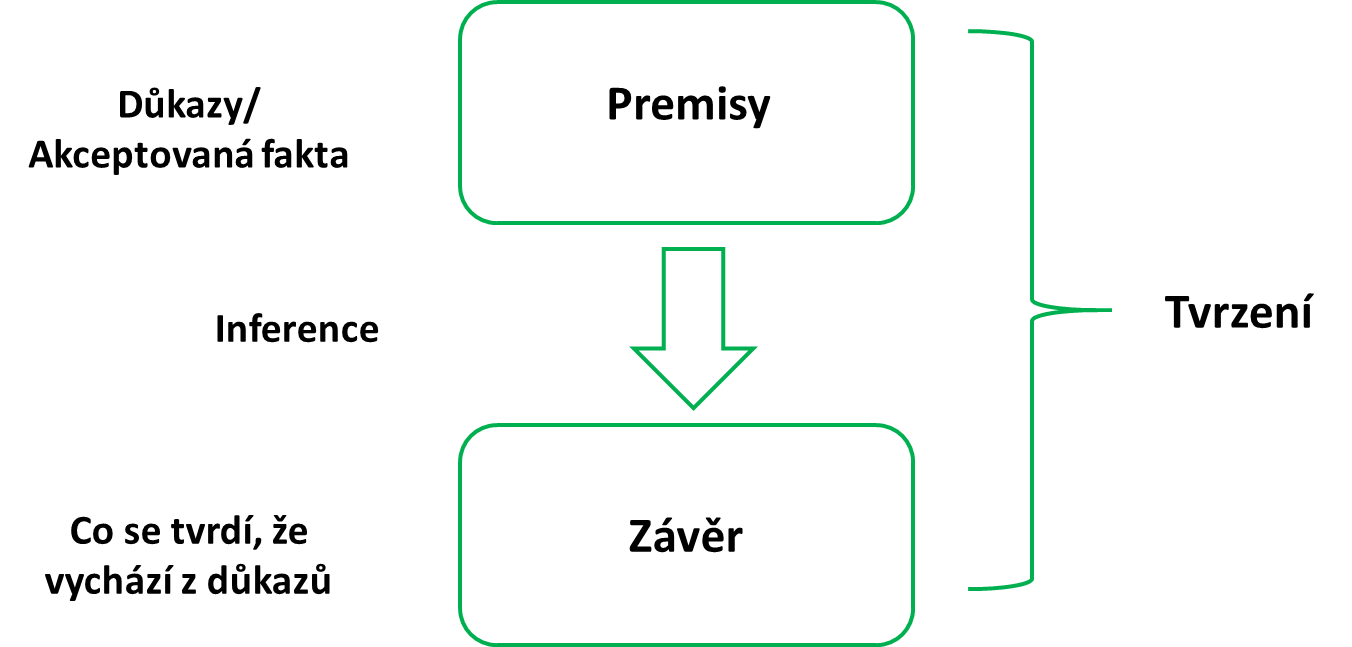 Důkazy/
Akceptovaná fakta
Premisy
Inference
Tvrzení
Co se tvrdí, že
vychází z důkazů
Závěr